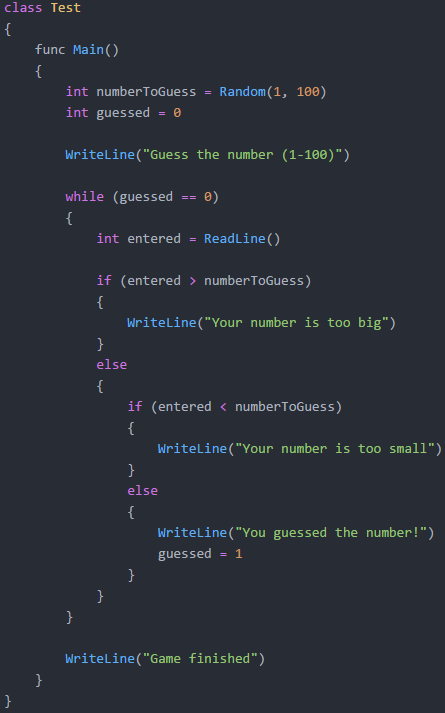 class Test
{
    func Main()
    {
        int numberToGuess = Random(1, 100)
        int guessed = 0

        WriteLine("Guess the number (1-100)")

        while (guessed == 0)
        {
            int entered = ReadLine()

            if (entered > numberToGuess)
            {
                WriteLine("Your number is too big")
            }
            else
            {
                if (entered < numberToGuess)
                {
                    WriteLine("Your number is too small")
                }
                else
                {
                    WriteLine("You guessed the number!")
                    guessed = 1
                }
            }
        }

        WriteLine("Game finished")
    }
}